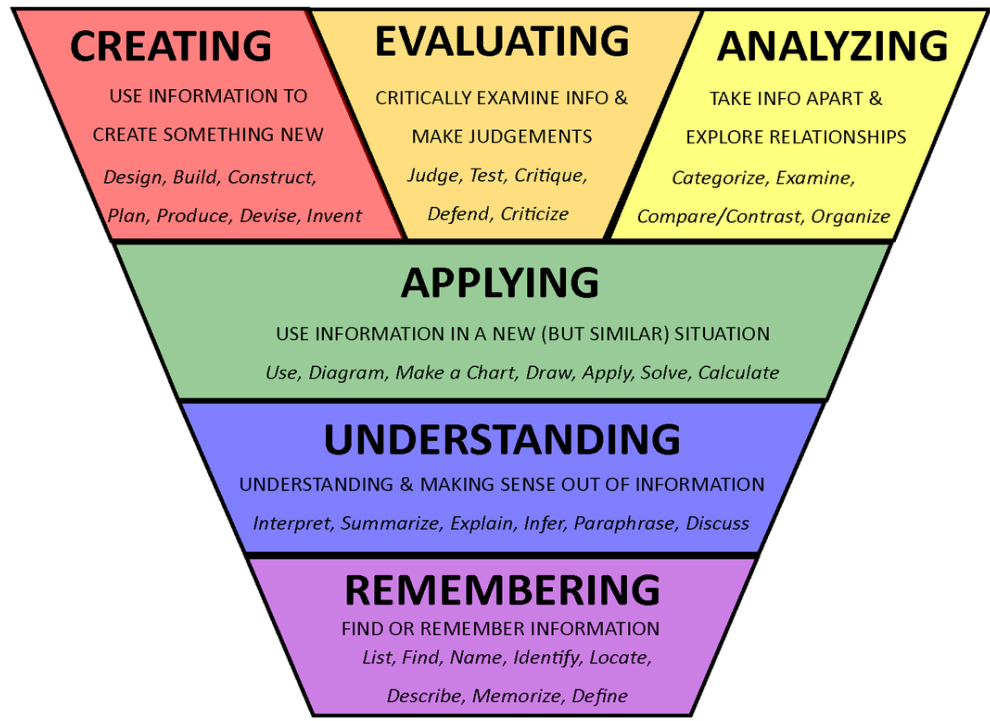 CREATING
USE INFORMATION TO
CREATE SOMETHING NEW
Design, Build, Construct,
Plan, Produce, Devise, Invent
EVALUATING
CRITICALLY EXAMINE INFO &
MAKE JUDGEMENTS
Judge, Test, Critique,
Defend, Criticize
ANALYZING
TAKE INFO APART &
EXPLORE RELATIONSHIPS
Categorize, Examine,
Compare/Contrast, Organize
APPLYING
USE INFORMATION IN A NEW (BUT SIMILAR) SITUATION
Use, Diagram, Make a Chart, Draw, Apply, Solve, Calculate
UNDERSTANDING
UNDERSTANDING & MAKING SENSE OUT OF INFORMATION
Interpret, Summarize, Explain, Infer, Paraphrase, Discuss
REMEMBERING
FIND OR REMEMBER INFORMATION
List, Find, Name, Identify, Locate,
Describe, Memorize, Define